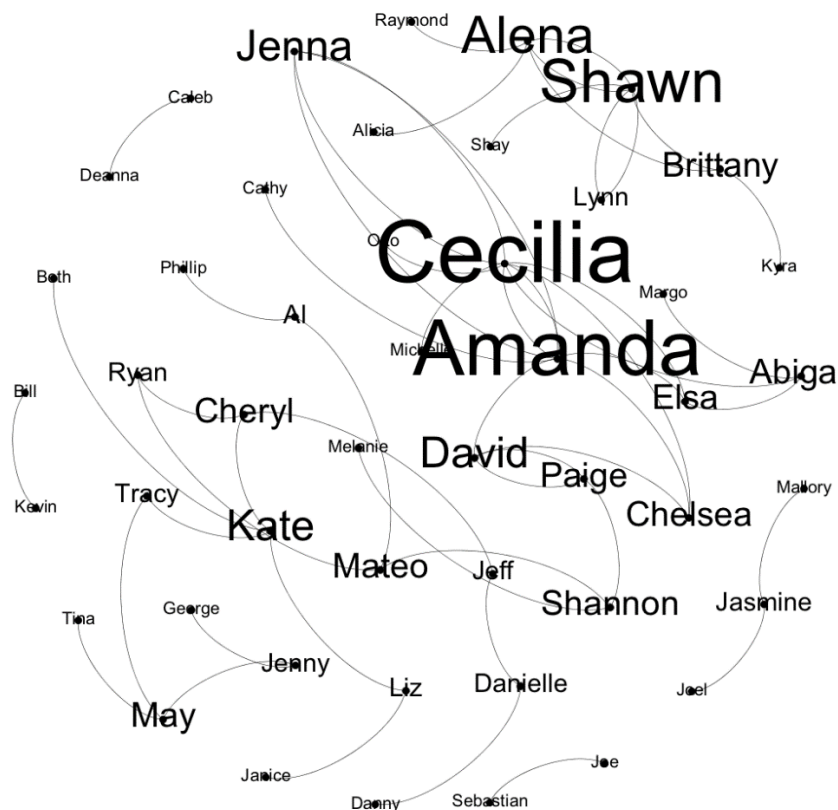 Raymond
Alena
Jenna
Shawn
Caleb
Alicia
Shay
Brittany
Deanna
Cathy
Lynn
Cecilia
Phillip
Kyra
Beth
Margo
Al
Michelle
Amanda
Ryan
Abiga
Bill
Elsa
Cheryl
Melanie
David
Paige
Mallory
Tracy
Kevin
Chelsea
Kate
Mateo
Jeff
Shannon
Jasmine
Tina
George
Jenny
Liz
Danielle
Joel
May
Janice
Joe
Danny
Sebastian